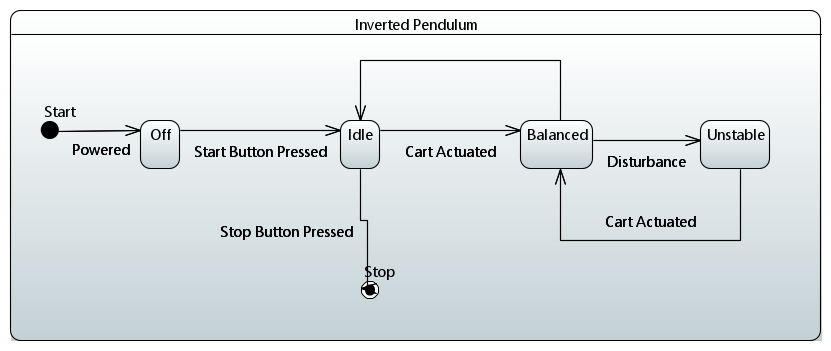 Inverted Pendulum
Start
Off
Idle
Balanced
Unstable
Powered
Start Button Pressed
Cart Actuated
Disturbance
Cart Actuated
Stop Button Pressed
Stop